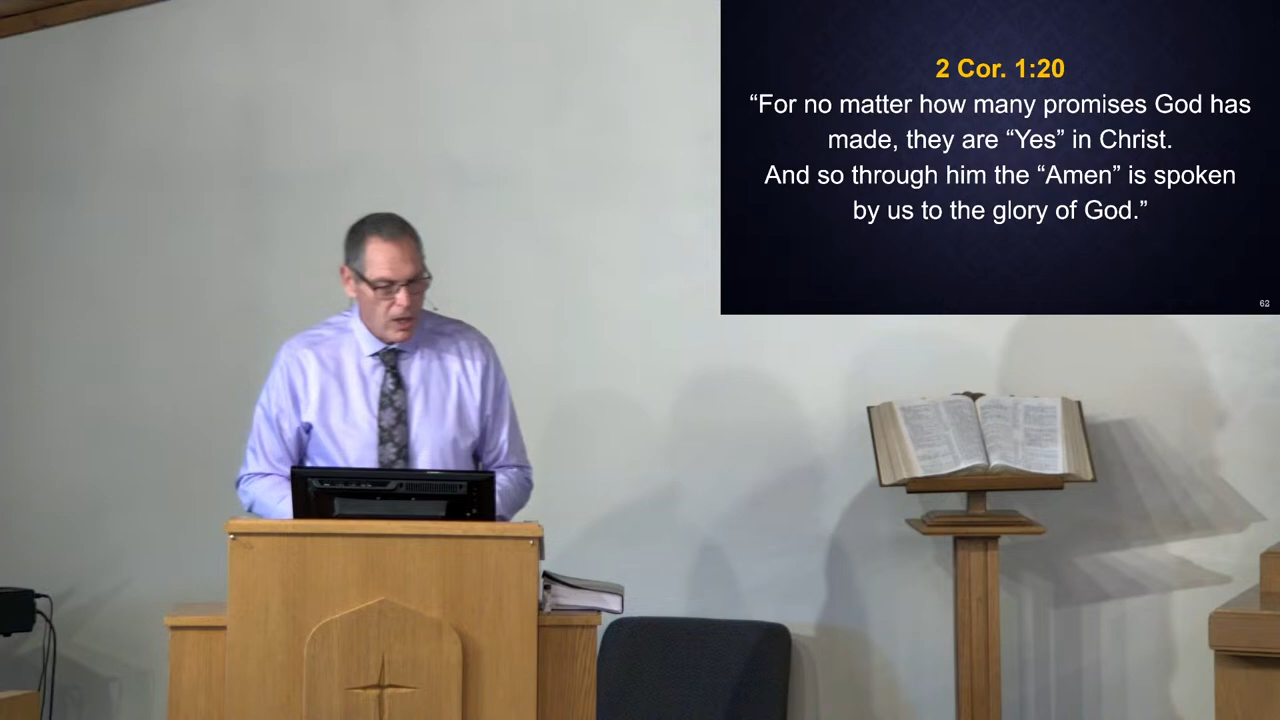 2 Cor. 1:20
“For no matter how many promises God has
made, they are “Yes” in Christ.
And so through him the “Amen” is spoken
by us to the glory of God.”
62